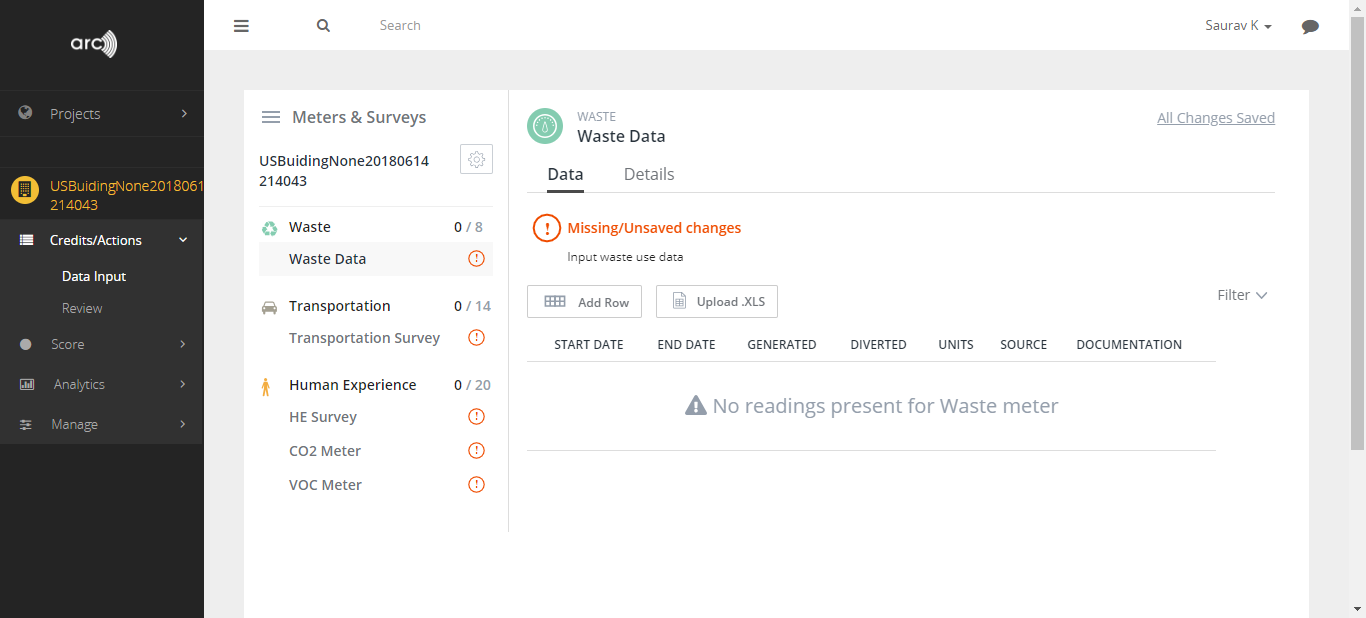 arc
Search
Saurav K
Projects
USBuidingNone2018061
214043
Credits/Actions
Data Input
Review
Score
Analytics
Manage
Meters & Surveys
USBuidingNone20180614
214043
Waste 0 / 8
Waste Data
Transportation 0 / 14
Transportation Survey
Human Experience 0 / 20
HE Survey
CO2 Meter
VOC Meter
WASTE
Waste Data
All Changes Saved
Data Details
Missing/Unsaved changes
Input waste use data
Add Row Upload .XLS
Filter
START DATE END DATE GENERATED DIVERTED UNITS SOURCE DOCUMENTATION
No readings present for Waste meter